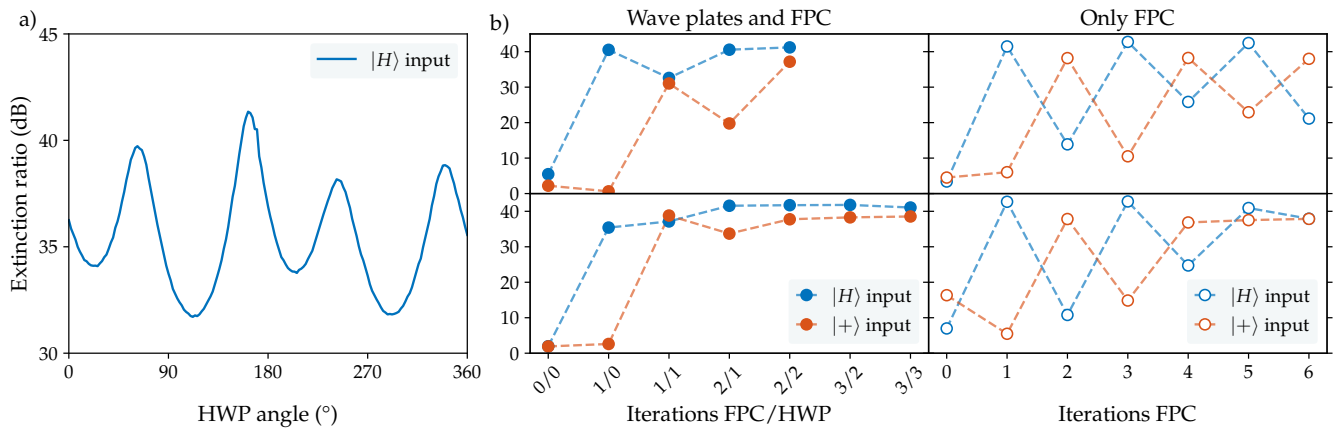 a)
45
40
35
30
Extinction ratio (dB)
|H⟩ input
0
90
180
270
360
HWP angle (°)
b)
Wave plates and FPC
Only FPC
40
30
20
10
0
40
30
20
10
0
|H⟩ input
|+⟩ input
|H⟩ input
|+⟩ input
0/0
1/0
1/1
2/1
2/2
3/2
3/3
0
1
2
3
4
5
6
Iterations FPC/HWP
Iterations FPC